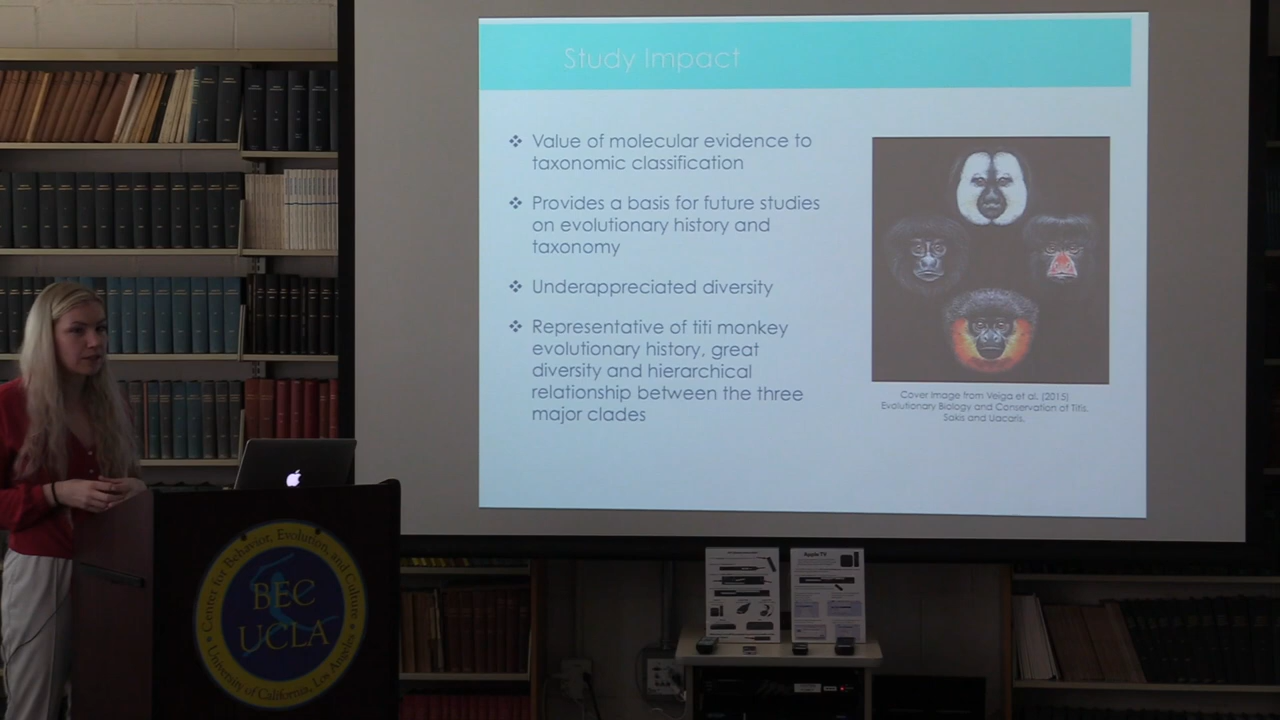 Study Impact
❖ Value of molecular evidence to
taxonomic classification
❖ Provides a basis for future studies
on evolutionary history and
taxonomy
❖ Underappreciated diversity
❖ Representative of titi monkey
evolutionary history, great
diversity and hierarchical
relationship between the three
major clades
Cover Image from Veiga et al. (2015)
Evolutionary Biology and Conservation of Titis,
Sakis and Uacaris.
Center for Behavior, Evolution, and Culture
BEC
UCLA
University of California, Los Angeles
Apple TV